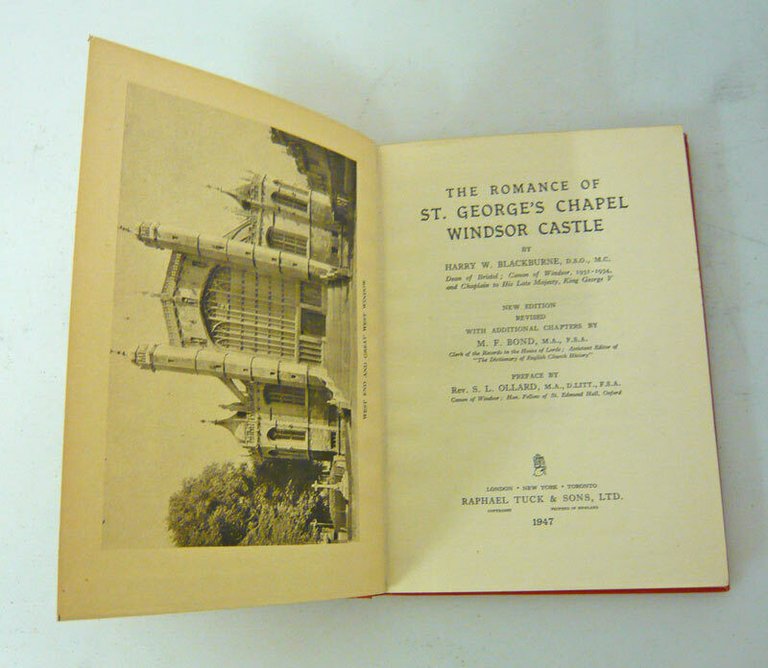 WEST END AND GREAT WEST WINDOW
THE ROMANCE OF
ST. GEORGE'S CHAPEL
WINDSOR CASTLE
BY
HARRY W. BLACKBURNE, D.S.O., M.C.
Dean of Bristol; Canon of Windsor, 1931-1934,
and Chaplain to His Late Majesty, King George V
NEW EDITION
REVISED
WITH ADDITIONAL CHAPTERS BY
M. F. BOND, M.A., F.S.A.
Clerk of the Records in the House of Lords; Assistant Editor of
"The Dictionary of English Church History"
PREFACE BY
Rev. S. L. OLLARD, M.A., D.LITT., F.S.A.
Canon of Windsor; Hon. Fellow of St. Edmund Hall, Oxford
LONDON • NEW YORK • TORONTO
RAPHAEL TUCK & SONS, LTD.
COPYRIGHT PRINTED IN ENGLAND
1947